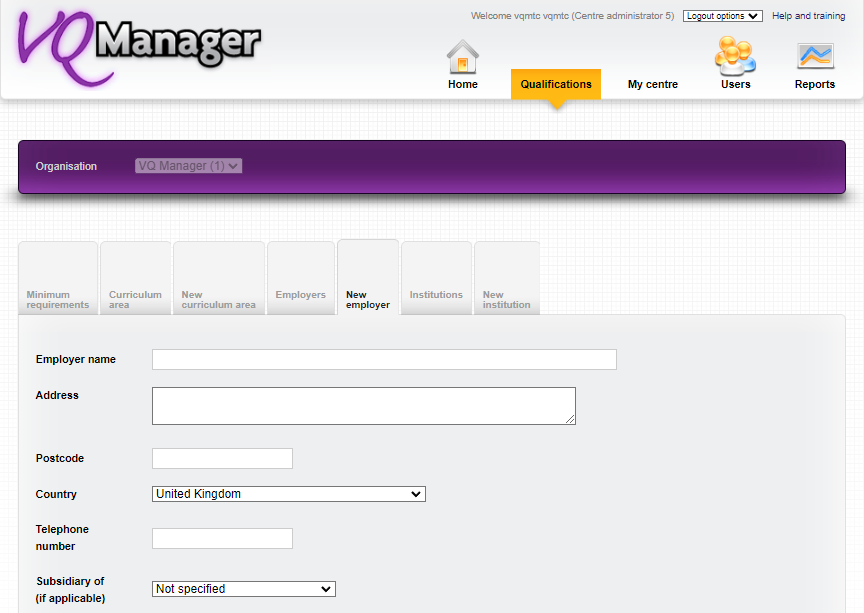 VQManager
Welcome vqmtc vqmtc (Centre administrator 5) Logout options Help and training
Home Qualifications My centre Users Reports
Organisation VQ Manager (1)
Minimum requirements
Curriculum area
New curriculum area
Employers
New employer
Institutions
New institution
Employer name
Address
Postcode
Country United Kingdom
Telephone
number
Subsidiary of
(if applicable) Not specified